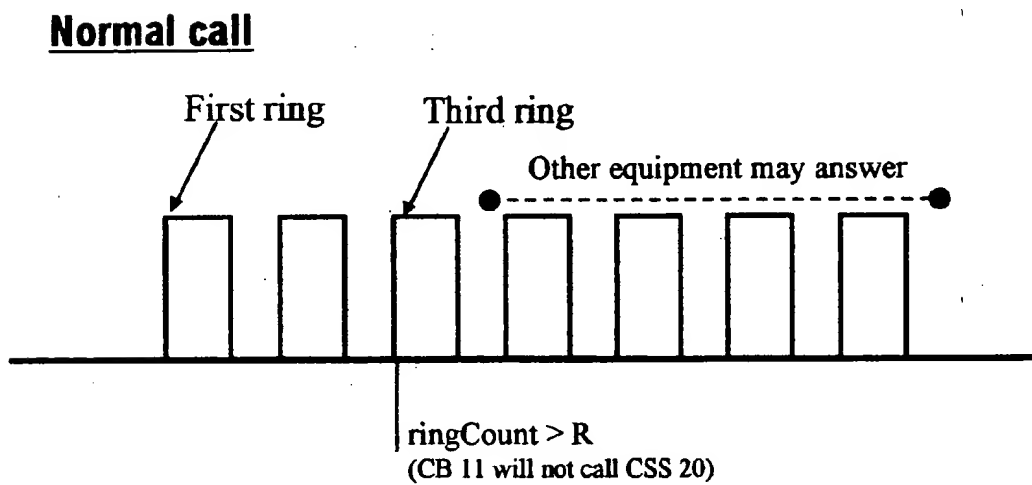 Normal call
First ring
Third ring
Other equipment may answer
ringCount > R
(CB 11 will not call CSS 20)